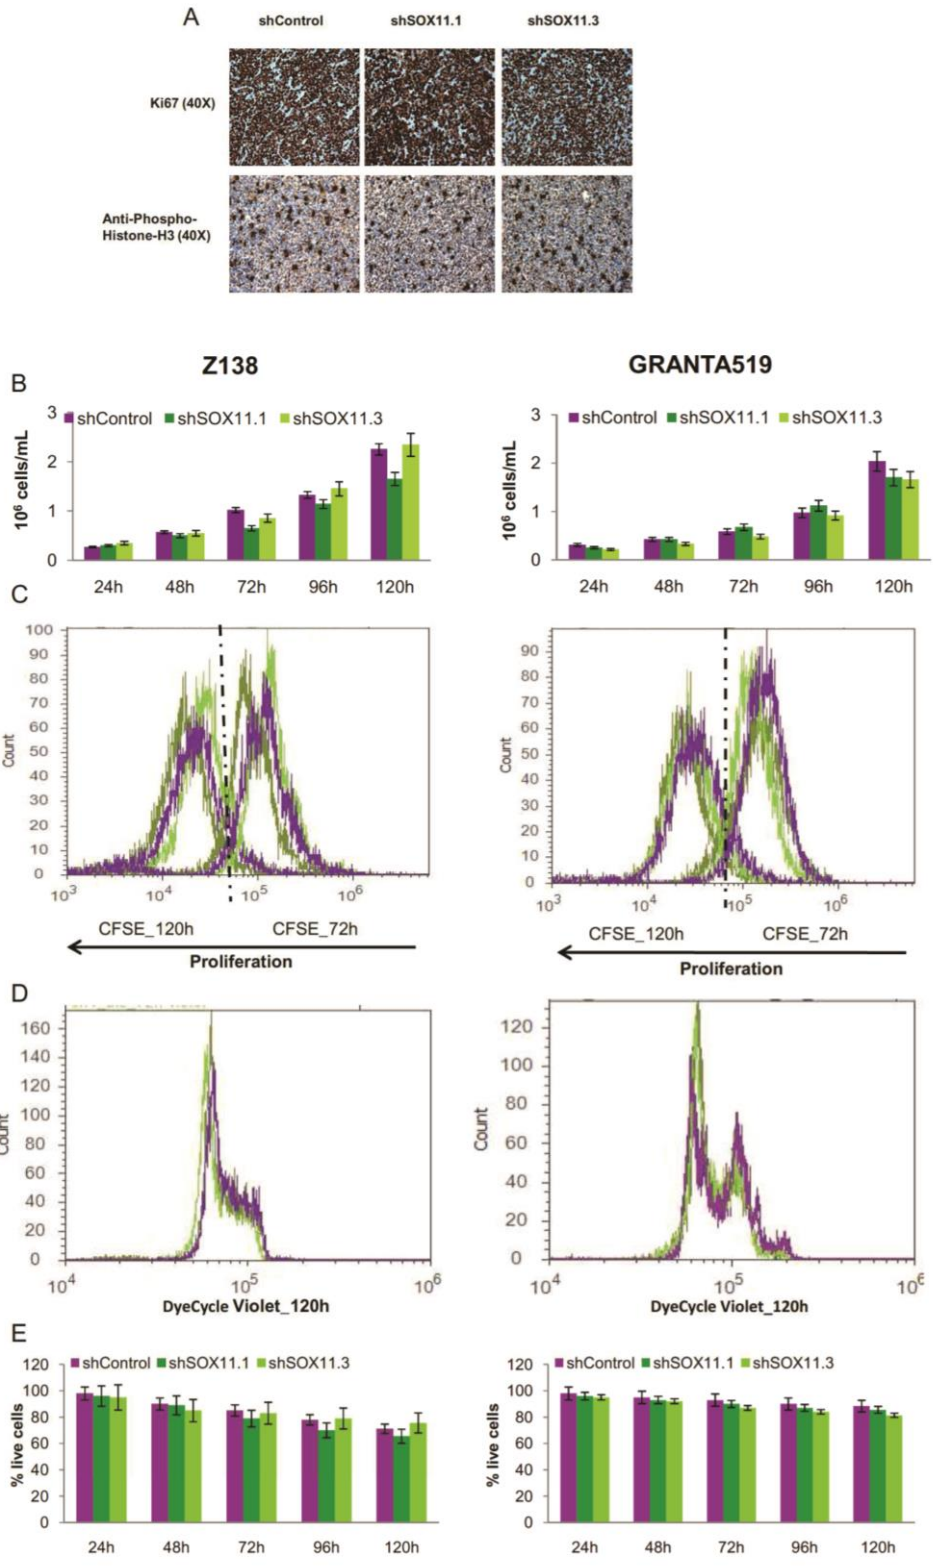 A
shControl shSOX11.1 shSOX11.3
Ki67 (40X)
Anti-Phospho-
Histone-H3 (40X)
Z138 GRANTA519
B
shControl shSOX11.1 shSOX11.3
10⁶ cells/mL
3
2
1
0
24h 48h 72h 96h 120h
shControl shSOX11.1 shSOX11.3
10⁶ cells/mL
3
2
1
0
24h 48h 72h 96h 120h
C
Count
100
90
80
70
60
50
40
30
20
10
0
10³ 10⁴ 10⁵ 10⁶
CFSE_120h CFSE_72h
Proliferation
Count
90
80
70
60
50
40
30
20
10
0
10³ 10⁴ 10⁵ 10⁶
CFSE_120h CFSE_72h
Proliferation
D
Count
160
140
120
100
80
60
40
20
0
10⁴ 10⁵ 10⁶
DyeCycle Violet_120h
Count
120
100
80
60
40
20
0
10⁴ 10⁵ 10⁶
DyeCycle Violet_120h
E
shControl shSOX11.1 shSOX11.3
% live cells
120
100
80
60
40
20
0
24h 48h 72h 96h 120h
shControl shSOX11.1 shSOX11.3
% live cells
120
100
80
60
40
20
0
24h 48h 72h 96h 120h